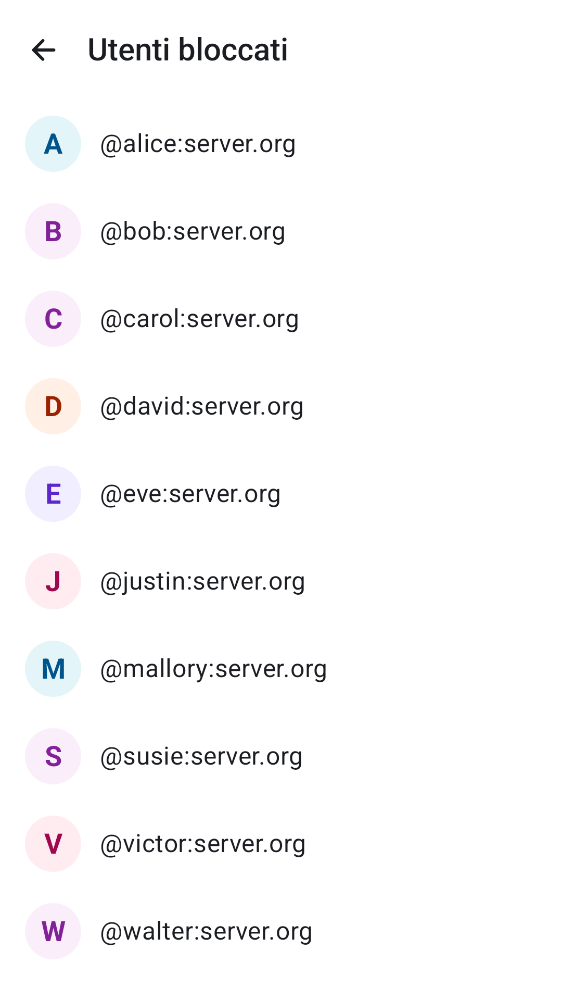 Utenti bloccati
A @alice:server.org
B @bob:server.org
C @carol:server.org
D @david:server.org
E @eve:server.org
J @justin:server.org
M @mallory:server.org
S @susie:server.org
V @victor:server.org
W @walter:server.org